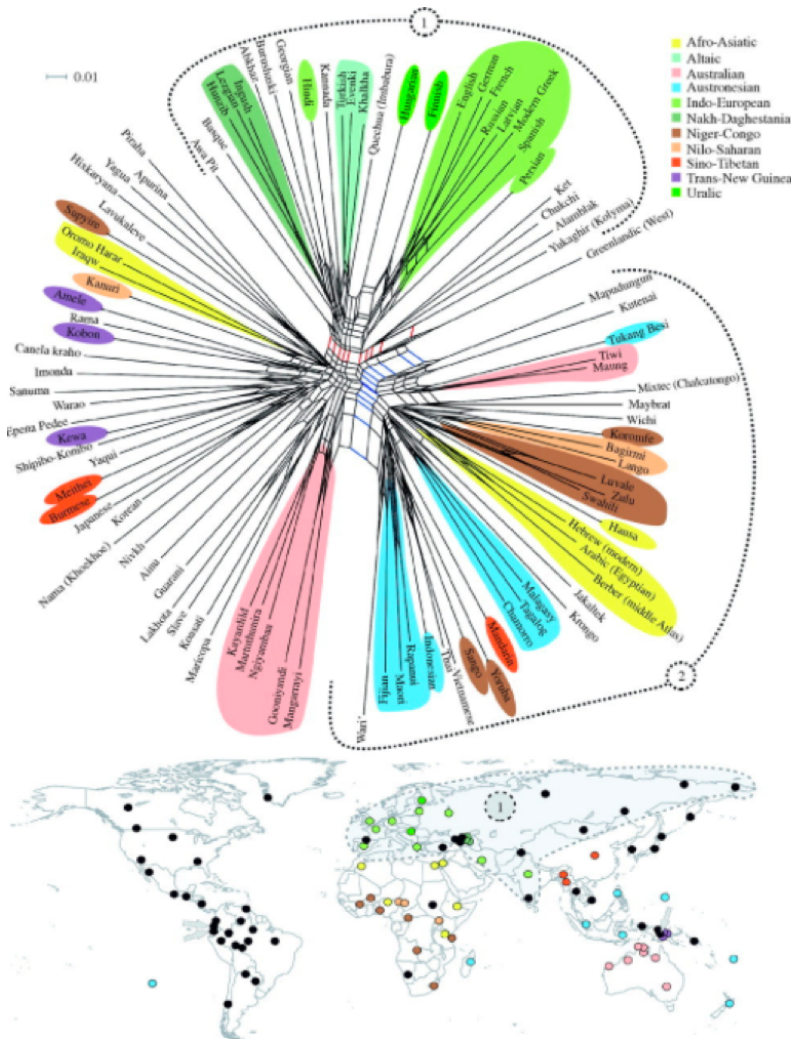 1
0.01
Afro-Asiatic
Altaic
Australian
Austronesian
Indo-European
Nakh-Daghestania
Niger-Congo
Nilo-Saharan
Sino-Tibetan
Trans-New Guinea
Uralic
Awa Pit
Basque
Hunzib
Lezgian
Ingush
Abkhaz
Burushaski
Georgian
Hindi
Kannada
Turkish
Evenki
Khalkha
Quechua (Imbabura)
Hungarian
Finnish
English
German
French
Russian
Latvian
Modern Greek
Spanish
Persian
Ket
Chukchi
Alamblak
Yukaghir (Kolyma)
Greenlandic (West)
Mapudungun
Kutenai
Tukang Besi
Tiwi
Maung
Mixtec (Chalcatongo)
Maybrat
Wichi
Koromfe
Bagirmi
Lango
Luvale
Zulu
Swahili
Hausa
Hebrew (modern)
Arabic (Egyptian)
Berber (middle Atlas)
Jakaltek
Krongo
Malagasy
Tagalog
Chamorro
Mandarin
Yoruba
Sango
Vietnamese
Thai
Indonesian
Rapanui
Maori
Fijian
Wari'
2
Mangarrayi
Gooniyandi
Ngiyambaa
Martuthunira
Kayardild
Maricopa
Koasati
Slave
Lakhota
Guarani
Ainu
Nivkh
Nama (Khoekhoe)
Korean
Japanese
Burmese
Meithei
Yaqui
Shipibo-Konibo
Kewa
Epena Pedee
Warao
Sanuma
Imonda
Canela kraho
Kobon
Rama
Amele
Kanuri
Iraqw
Oromo Harar
Supyire
Lavukaleve
Hixkaryana
Yagua
Apurina
Piraha
1